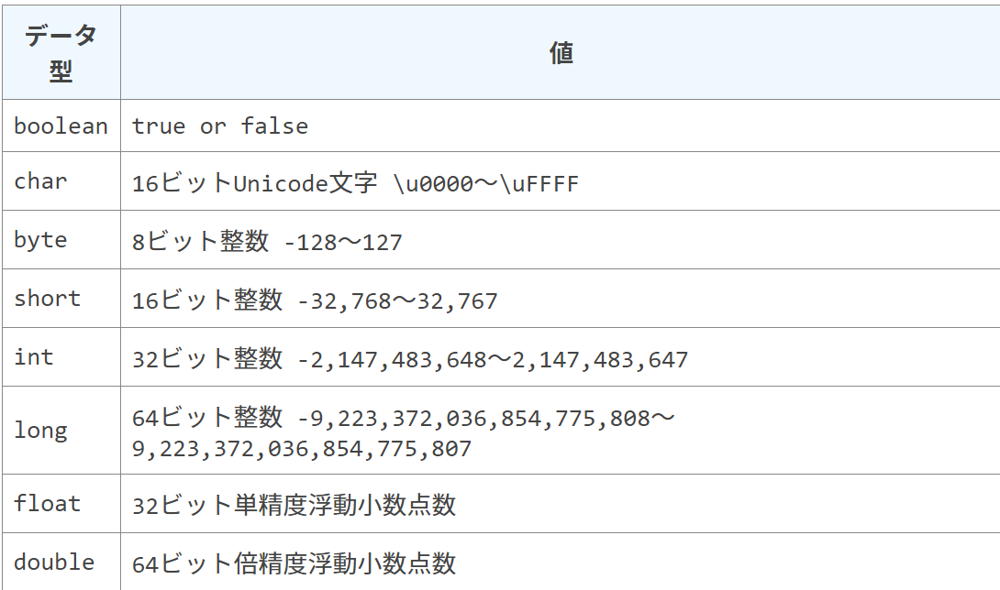 データ
型
値
boolean
true or false
char
16ビットUnicode文字 \u0000～\uFFFF
byte
8ビット整数 -128～127
short
16ビット整数 -32,768～32,767
int
32ビット整数 -2,147,483,648～2,147,483,647
long
64ビット整数 -9,223,372,036,854,775,808～
9,223,372,036,854,775,807
float
32ビット単精度浮動小数点数
double
64ビット倍精度浮動小数点数